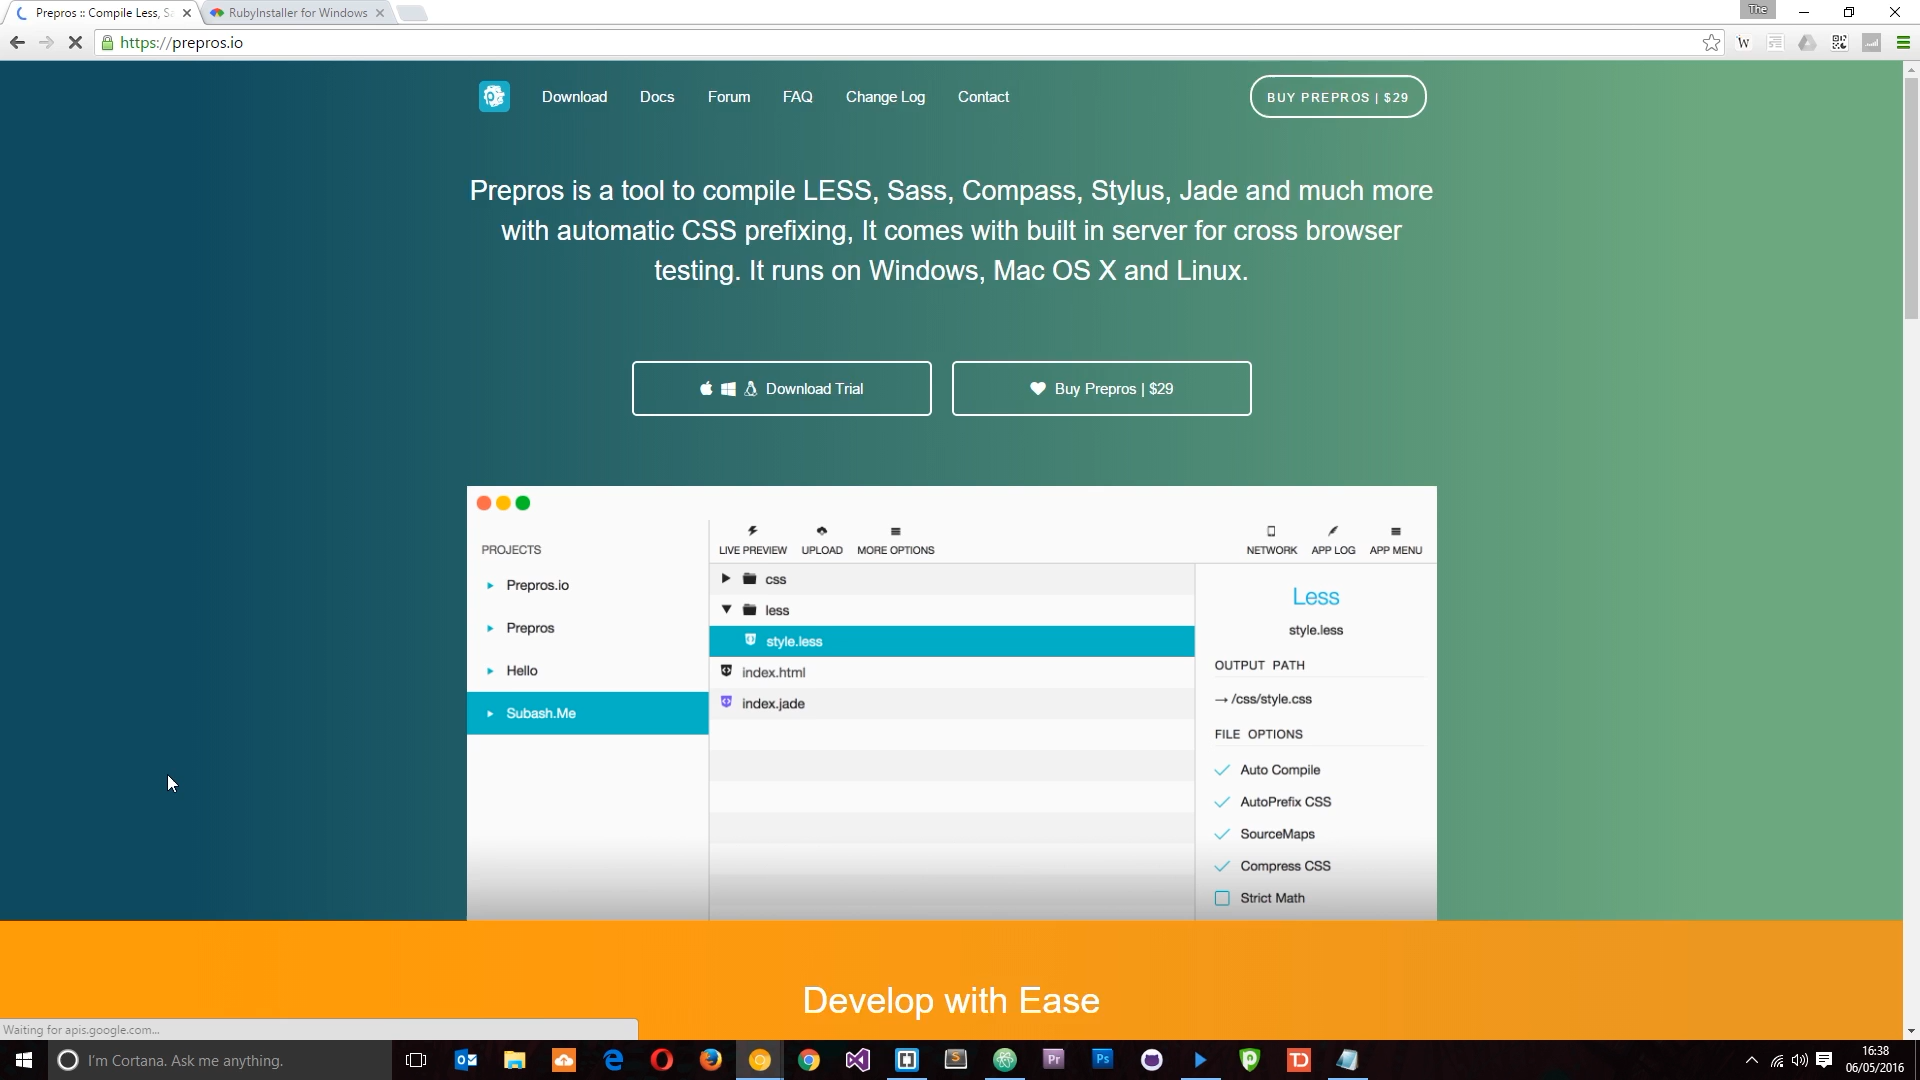 Prepros :: Compile Less, Sa
RubyInstaller for Windows
The
https://prepros.io
W
Download
Docs
Forum
FAQ
Change Log
Contact
BUY PREPROS | $29
Prepros is a tool to compile LESS, Sass, Compass, Stylus, Jade and much more
with automatic CSS prefixing, It comes with built in server for cross browser
testing. It runs on Windows, Mac OS X and Linux.
Download Trial
Buy Prepros | $29
PROJECTS
LIVE PREVIEW
UPLOAD
MORE OPTIONS
NETWORK
APP LOG
APP MENU
Prepros.io
Prepros
Hello
Subash.Me
css
less
style.less
index.html
index.jade
Less
style.less
OUTPUT PATH
→ /css/style.css
FILE OPTIONS
Auto Compile
AutoPrefix CSS
SourceMaps
Compress CSS
Strict Math
Develop with Ease
Waiting for apis.google.com...
I'm Cortana. Ask me anything.
S
Pr
Ps
TD
16:38
06/05/2016